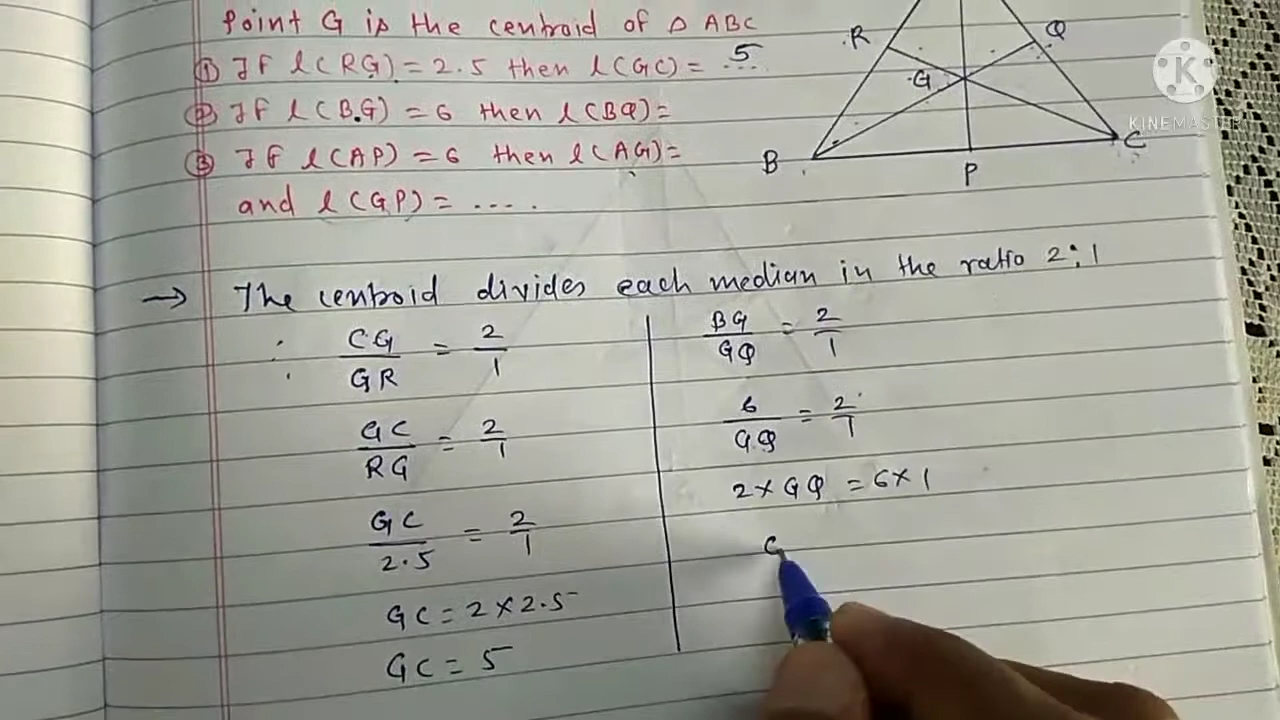 Point G is the centroid of △ ABC
① If l(RG) = 2.5 then l(GC) = 5
② If l(BG) = 6 then l(BQ) =
③ If l(AP) = 6 then l(AG) =
and l(GP) = ....
R
Q
G
B
P
C
K
KINEMASTER
→ The centroid divides each median in the ratio 2:1
∴ CG/GR = 2/1
GC/RG = 2/1
GC/2.5 = 2/1
GC = 2 × 2.5
GC = 5
BG/GQ = 2/1
6/GQ = 2/1
2 × GQ = 6 × 1